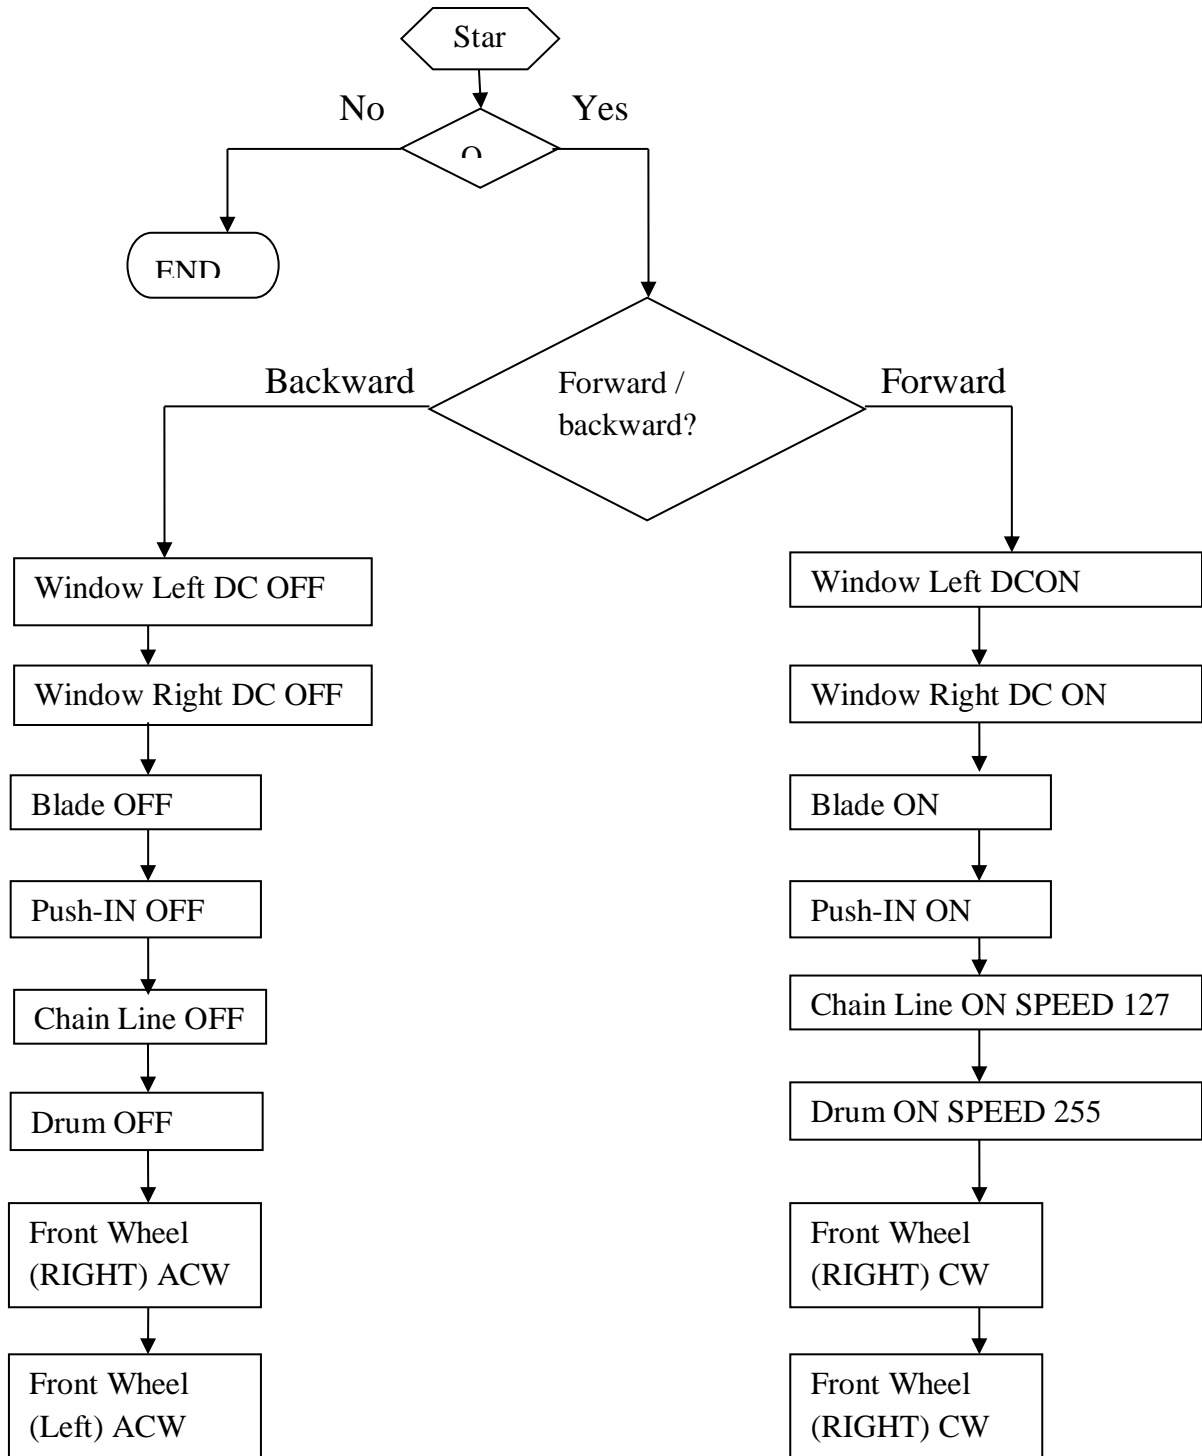 Star
No
Yes
END
Forward /
backward?
Backward
Forward
Window Left DC OFF
Window Right DC OFF
Blade OFF
Push-IN OFF
Chain Line OFF
Drum OFF
Front Wheel
(RIGHT) ACW
Front Wheel
(Left) ACW
Window Left DCON
Window Right DC ON
Blade ON
Push-IN ON
Chain Line ON SPEED 127
Drum ON SPEED 255
Front Wheel
(RIGHT) CW
Front Wheel
(RIGHT) CW